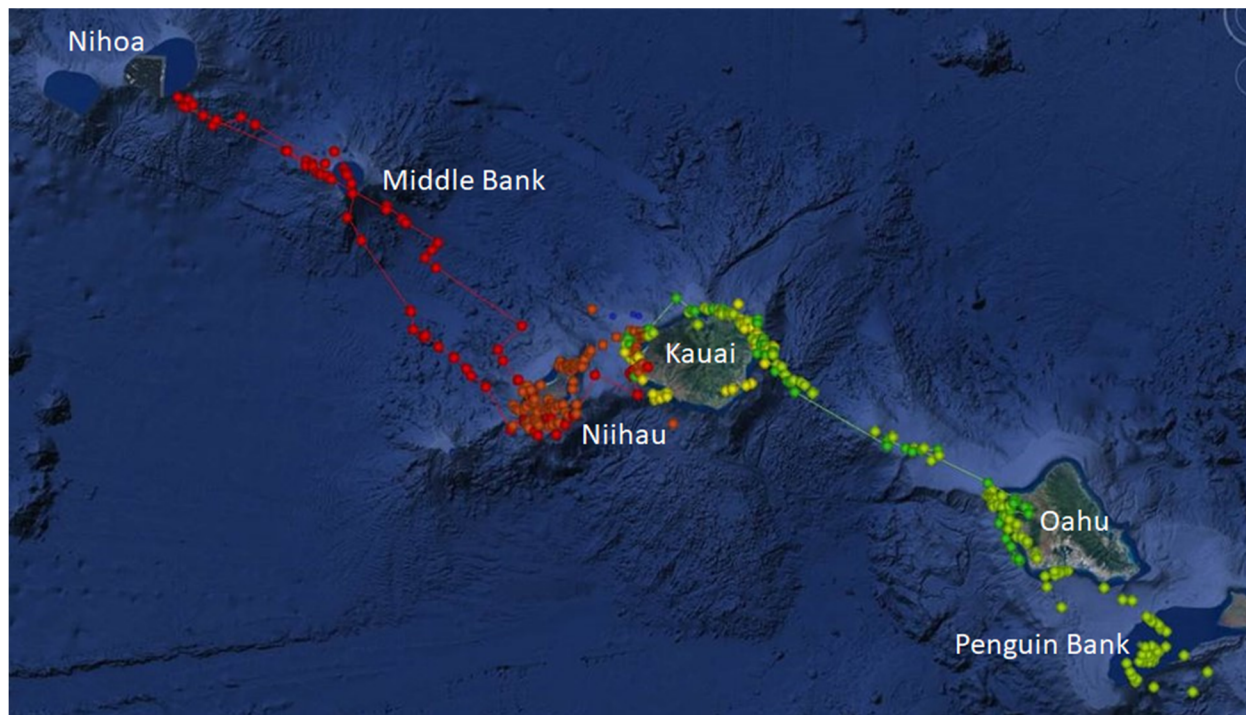 Nihoa
Middle Bank
Kauai
Niihau
Oahu
Penguin Bank